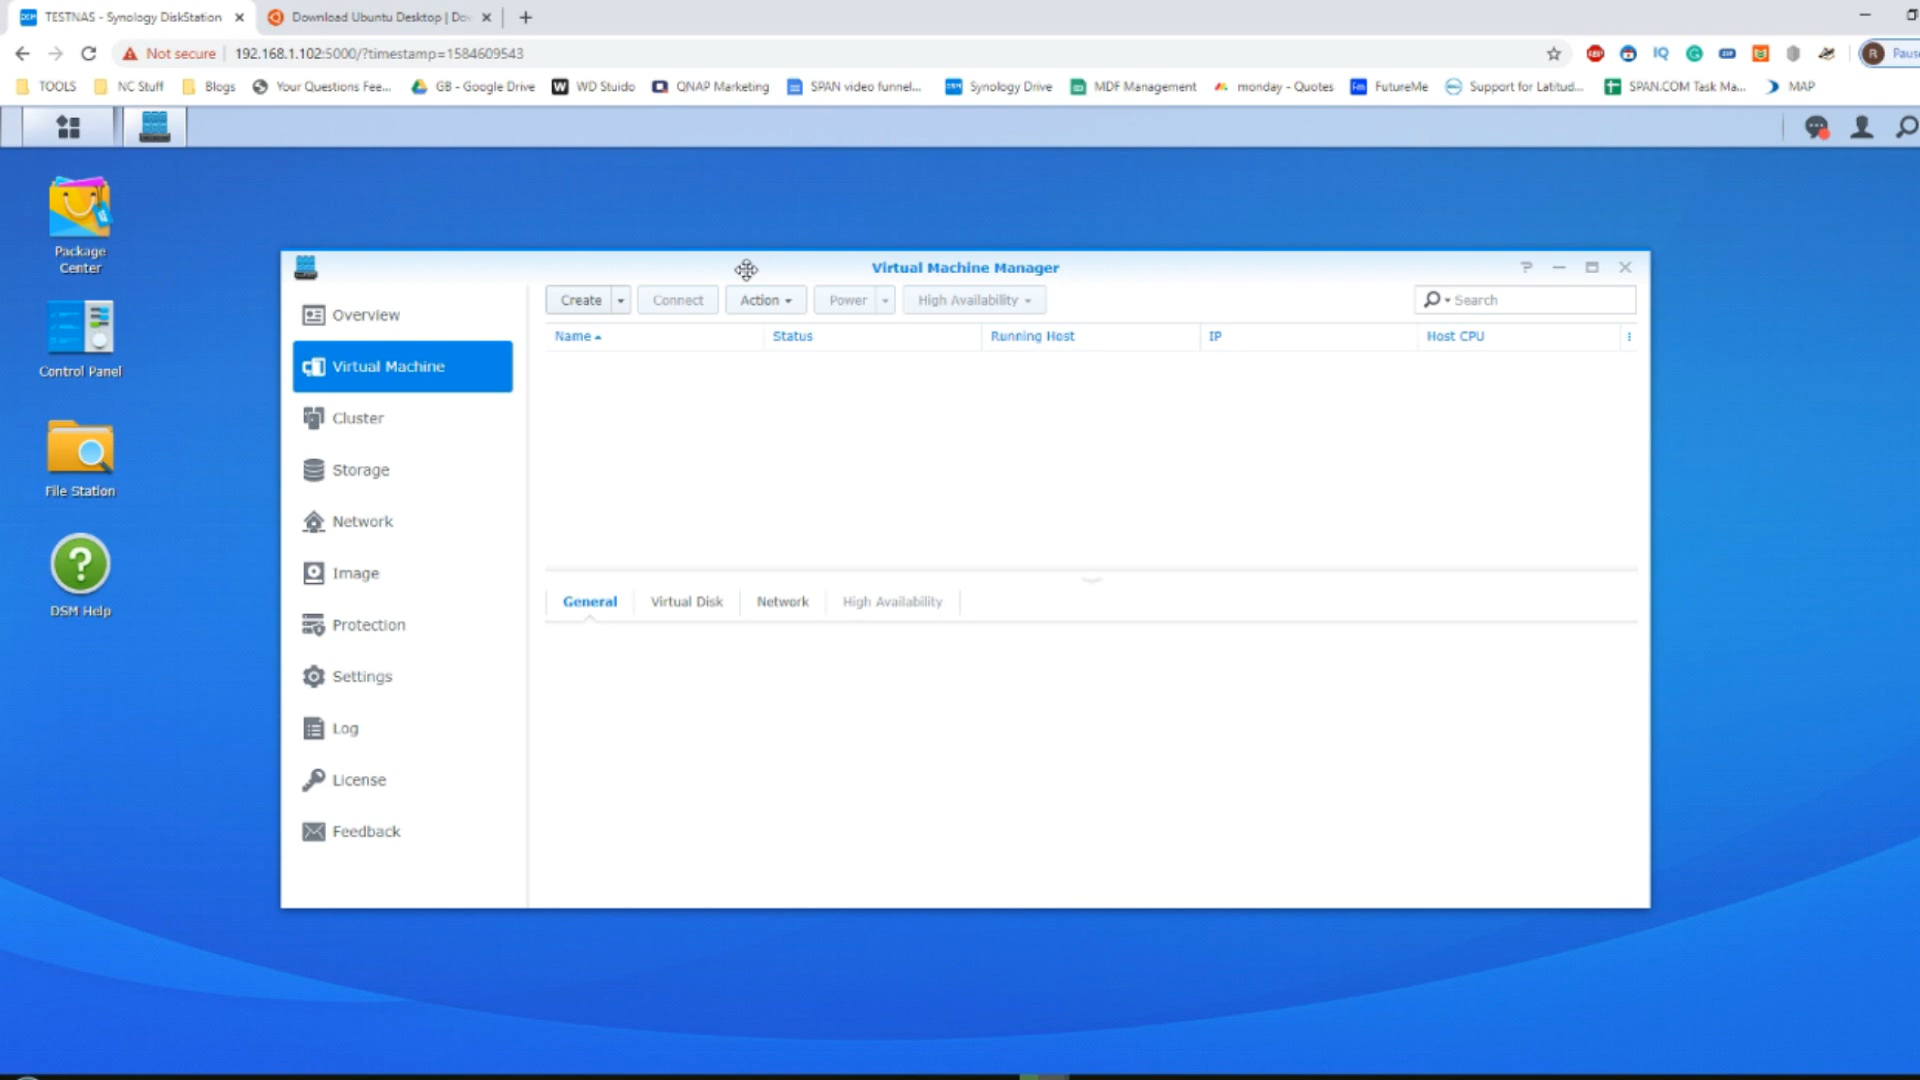 TESTNAS - Synology DiskStation
Download Ubuntu Desktop | Do
Not secure
192.168.1.102:5000/?timestamp=1584609543
R
Paus
TOOLS
NC Stuff
Blogs
Your Questions Fee...
GB - Google Drive
WD Stuido
QNAP Marketing
SPAN video funnel...
Synology Drive
MDF Management
monday - Quotes
FutureMe
Support for Latitud...
SPAN.COM Task Ma...
MAP
Package
Center
Control Panel
File Station
DSM Help
Virtual Machine Manager
Overview
Virtual Machine
Cluster
Storage
Network
Image
Protection
Settings
Log
License
Feedback
Create
Connect
Action
Power
High Availability
Search
Name
Status
Running Host
IP
Host CPU
General
Virtual Disk
Network
High Availability